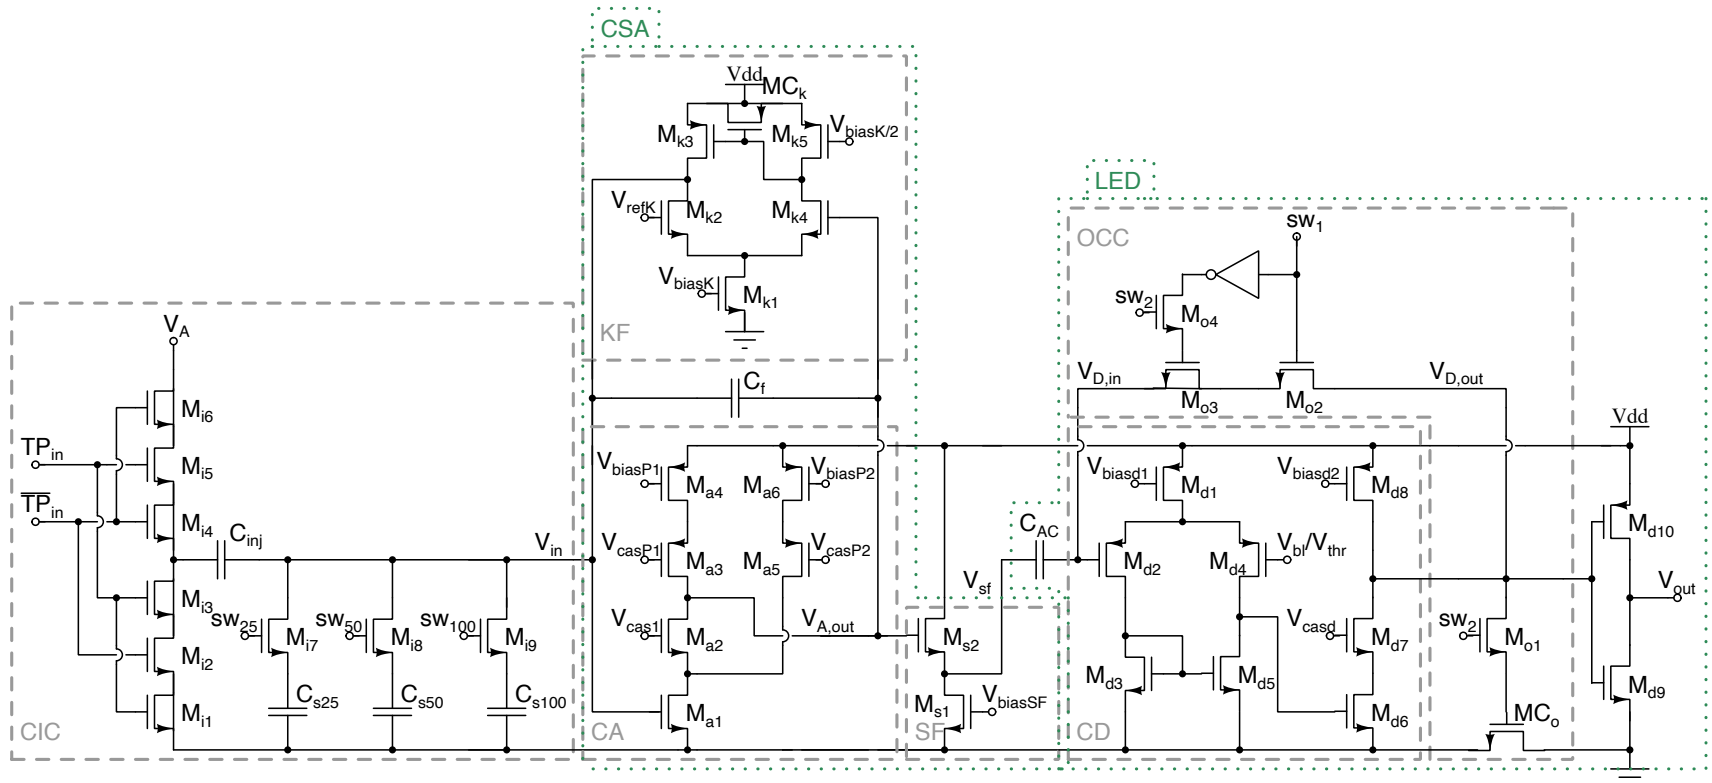 CSA
Vdd
MCk
Mk3
Mk5
VbiasK/2
VrefK
Mk2
Mk4
VbiasK
Mk1
KF
LED
OCC
sw1
sw2
Mo4
VD,in
Mo3
Mo2
VD,out
VA
Mi6
TPin
Mi5
TPin
Mi4
Cinj
Vin
Mi3
sw25
Mi7
sw50
Mi8
sw100
Mi9
Mi2
Cs25
Cs50
Cs100
Mi1
CIC
Cf
VbiasP1
Ma4
Ma6
VbiasP2
VcasP1
Ma3
Ma5
VcasP2
Vcas1
Ma2
VA,out
Ma1
CA
Vsf
Ms2
Ms1
VbiasSF
SF
CAC
Vbiasd1
Md1
Vbiasd2
Md8
Md2
Md4
Vbl/Vthr
Vcasd
Md7
Md3
Md5
Md6
CD
sw2
Mo1
MCo
Vdd
Md10
Vout
Md9